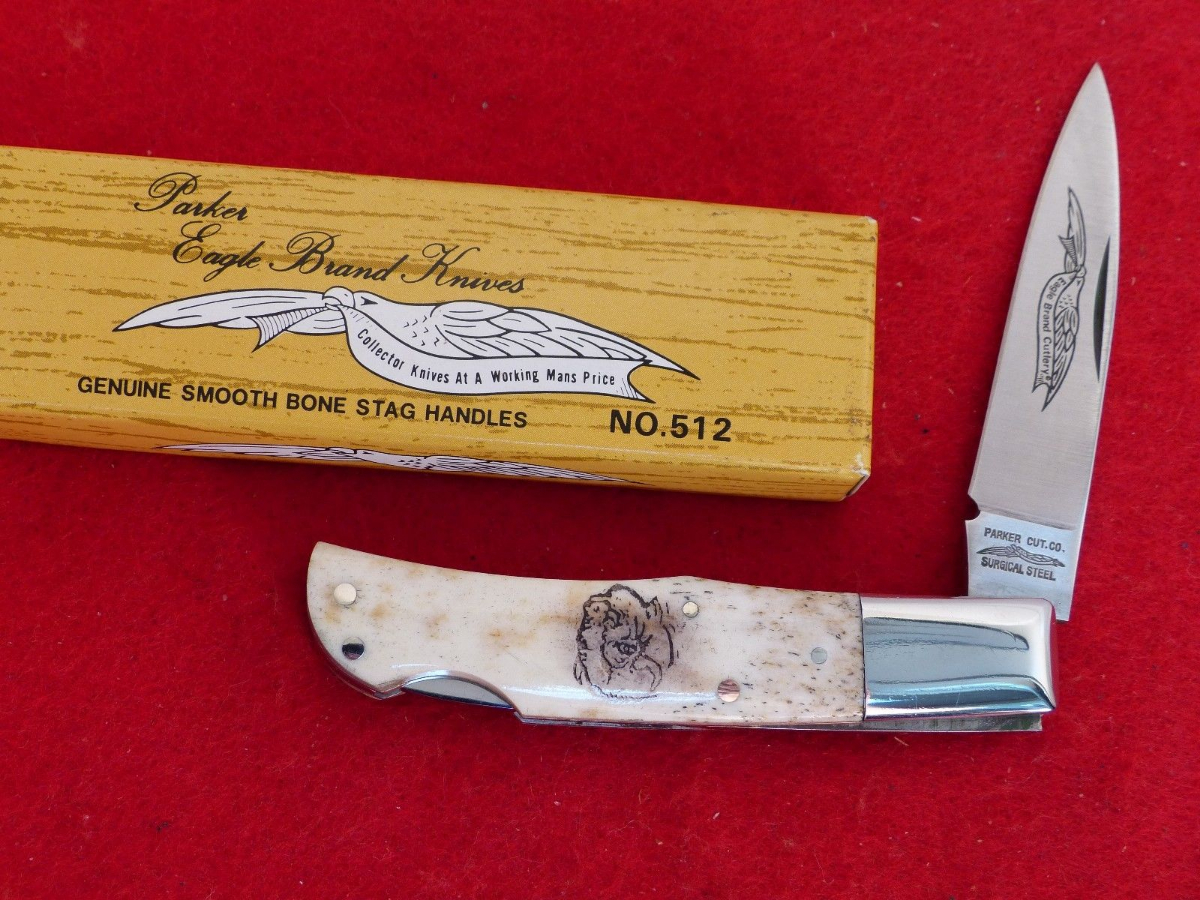 Parker
Eagle Brand Knives
Collector Knives At A Working Mans Price
GENUINE SMOOTH BONE STAG HANDLES
NO.512
Eagle Brand Cutlery
PARKER CUT.CO.
SURGICAL STEEL